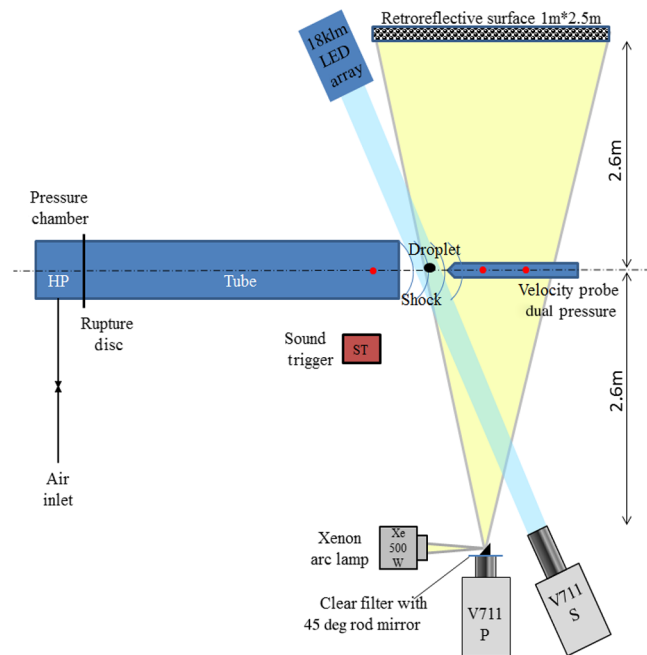 Retroreflective surface 1m*2.5m
18klm
LED
array
2.6m
Pressure
chamber
Droplet
HP
Tube
Shock
Velocity probe
dual pressure
Rupture
disc
Sound
trigger
ST
2.6m
Air
inlet
Xenon
arc lamp
Xe
500
W
Clear filter with
45 deg rod mirror
V711
P
V711
S